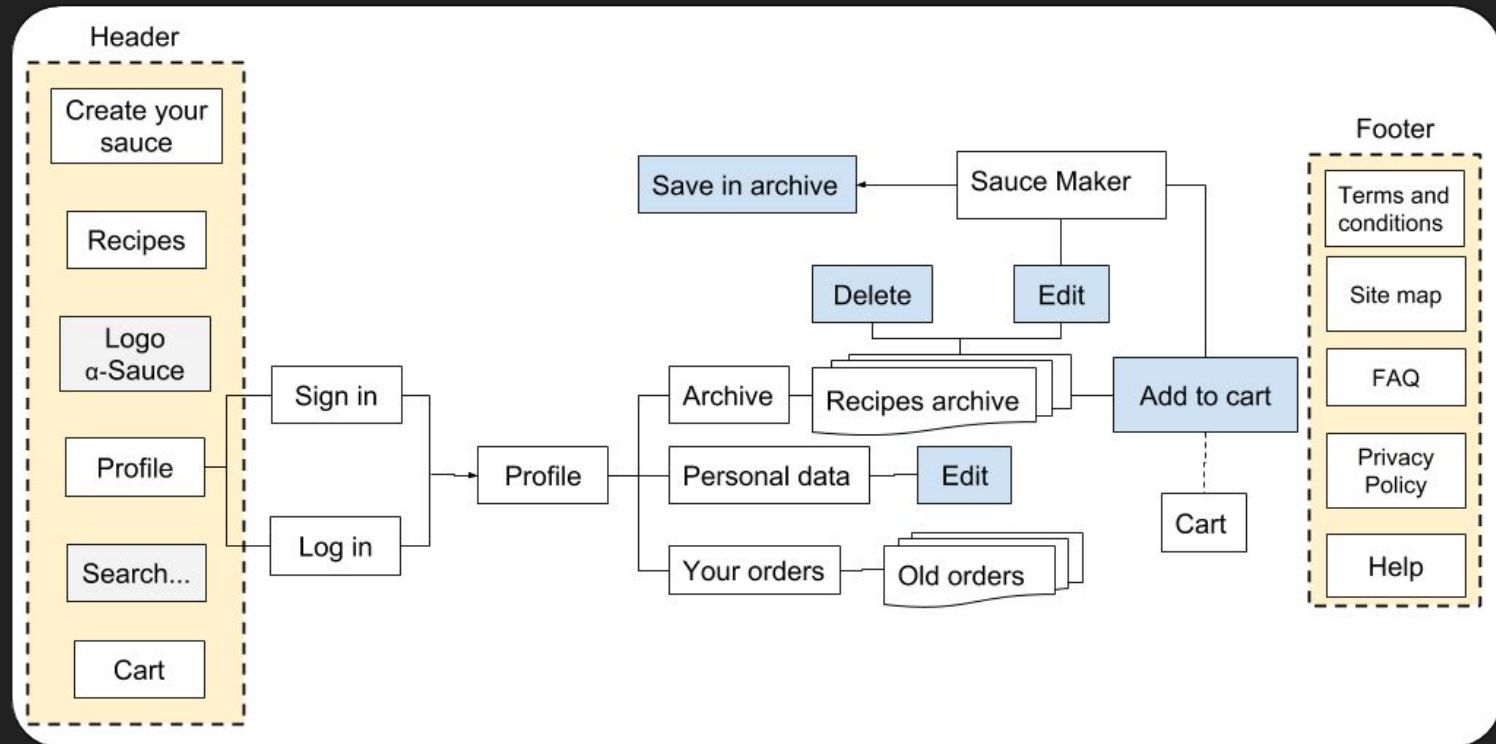 Header
Create your
sauce
Recipes
Logo
α-Sauce
Profile
Search...
Cart
Sign in
Log in
Profile
Archive
Personal data
Your orders
Recipes archive
Edit
Old orders
Delete
Edit
Save in archive
Sauce Maker
Add to cart
Cart
Footer
Terms and
conditions
Site map
FAQ
Privacy
Policy
Help